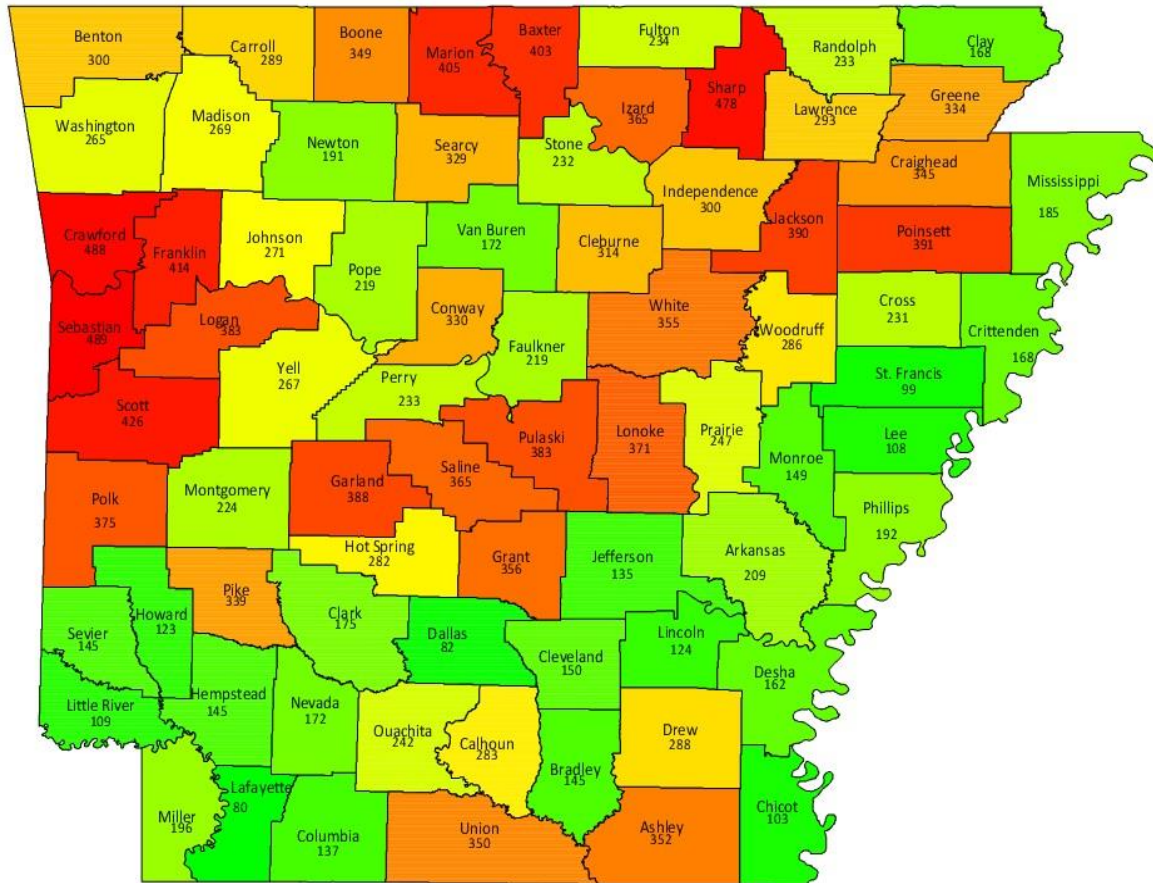 Benton
300
Carroll
289
Boone
349
Marion
405
Baxter
403
Fulton
234
Sharp
478
Randolph
233
Clay
168
Washington
265
Madison
269
Newton
191
Searcy
329
Stone
232
Izard
365
Lawrence
293
Greene
334
Independence
300
Craighead
345
Mississippi
185
Crawford
488
Franklin
414
Johnson
271
Pope
219
Van Buren
172
Cleburne
314
Jackson
390
Poinsett
391
Sebastian
489
Logan
383
Conway
330
Faulkner
219
White
355
Woodruff
286
Cross
231
Crittenden
168
Scott
426
Yell
267
Perry
233
St. Francis
99
Pulaski
383
Lonoke
371
Prairie
247
Monroe
149
Lee
108
Polk
375
Montgomery
224
Garland
388
Saline
365
Phillips
192
Hot Spring
282
Grant
356
Jefferson
135
Arkansas
209
Sevier
145
Howard
123
Pike
339
Clark
175
Dallas
82
Cleveland
150
Lincoln
124
Desha
162
Little River
109
Hempstead
145
Nevada
172
Ouachita
242
Calhoun
283
Bradley
145
Drew
288
Miller
196
Lafayette
80
Columbia
137
Union
350
Ashley
352
Chicot
103